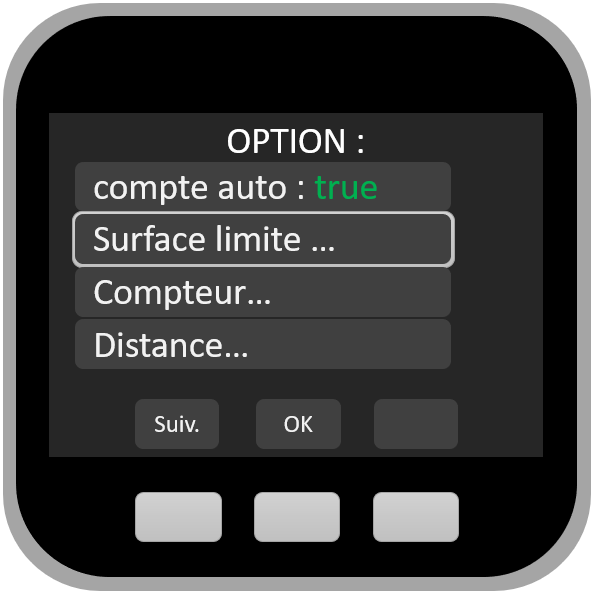 OPTION :
compte auto : true
Surface limite ...
Compteur...
Distance...
Suiv. OK